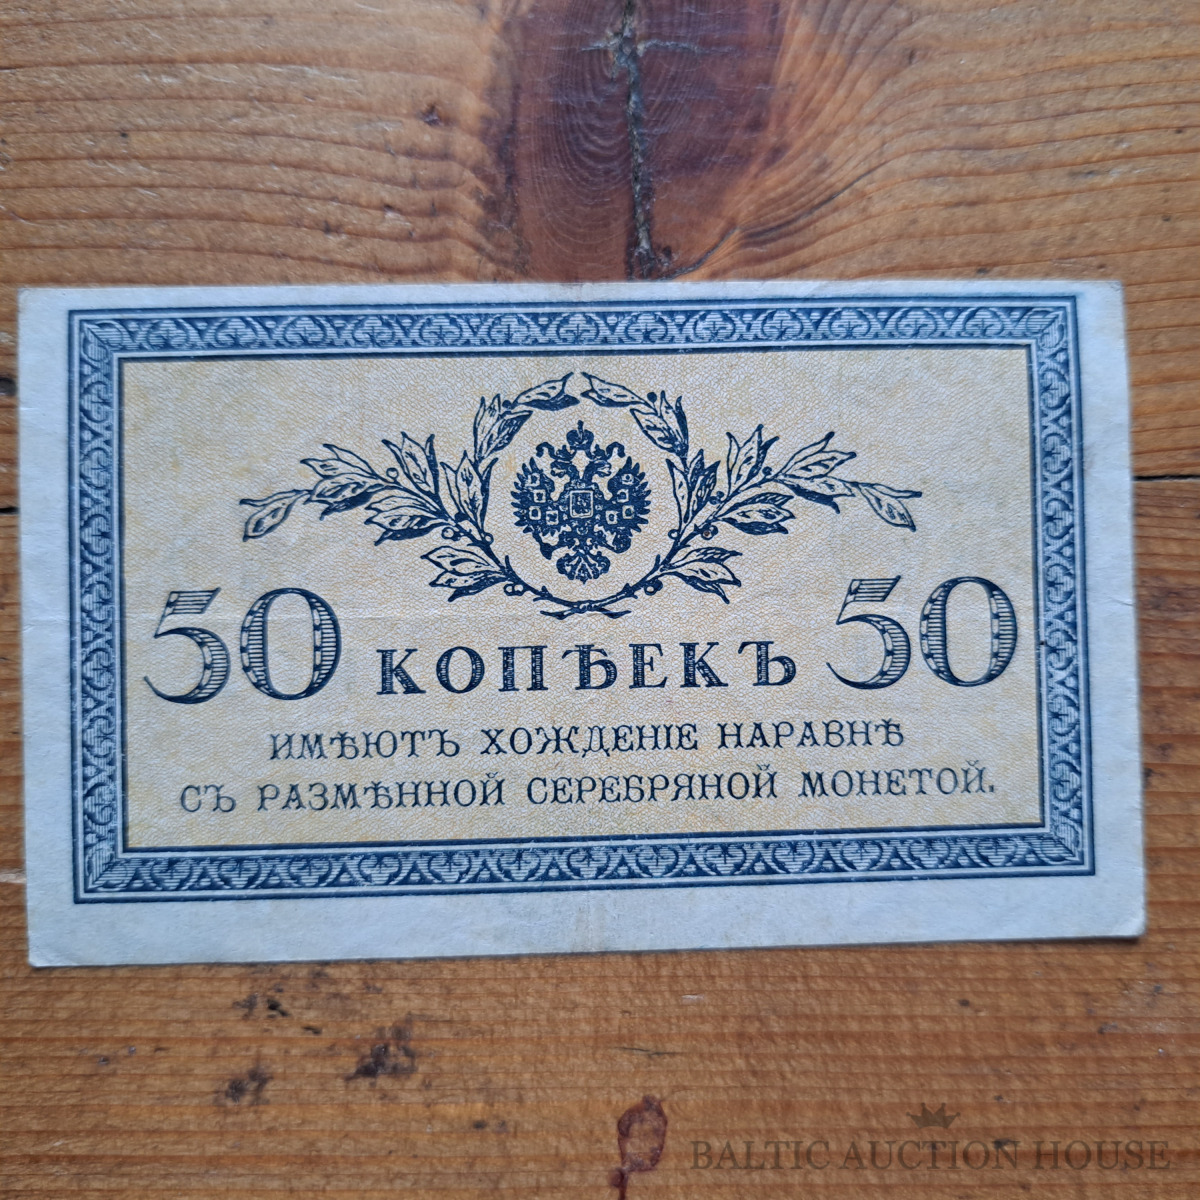 50 КОПѢЕКЪ 50
ИМѢЮТЪ ХОЖДЕНІЕ НАРАВНѢ
СЪ РАЗМѢННОЙ СЕРЕБРЯНОЙ МОНЕТОЙ.
BALTIC AUCTION HOUSE